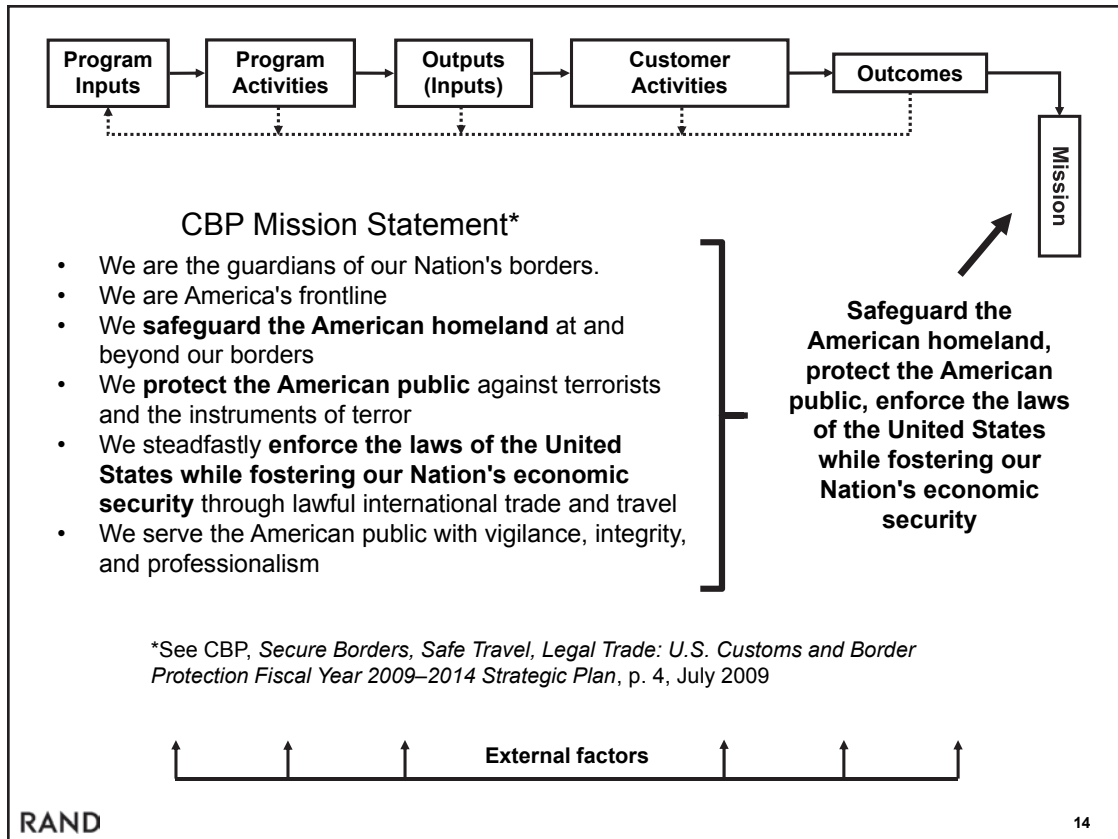 Program
Inputs
Program
Activities
Outputs
(Inputs)
Customer
Activities
Outcomes
Mission
CBP Mission Statement*
• We are the guardians of our Nation's borders.
• We are America's frontline
• We safeguard the American homeland at and
beyond our borders
• We protect the American public against terrorists
and the instruments of terror
• We steadfastly enforce the laws of the United
States while fostering our Nation's economic
security through lawful international trade and travel
• We serve the American public with vigilance, integrity,
and professionalism
Safeguard the
American homeland,
protect the American
public, enforce the laws
of the United States
while fostering our
Nation's economic
security
*See CBP, Secure Borders, Safe Travel, Legal Trade: U.S. Customs and Border
Protection Fiscal Year 2009–2014 Strategic Plan, p. 4, July 2009
External factors
RAND
14